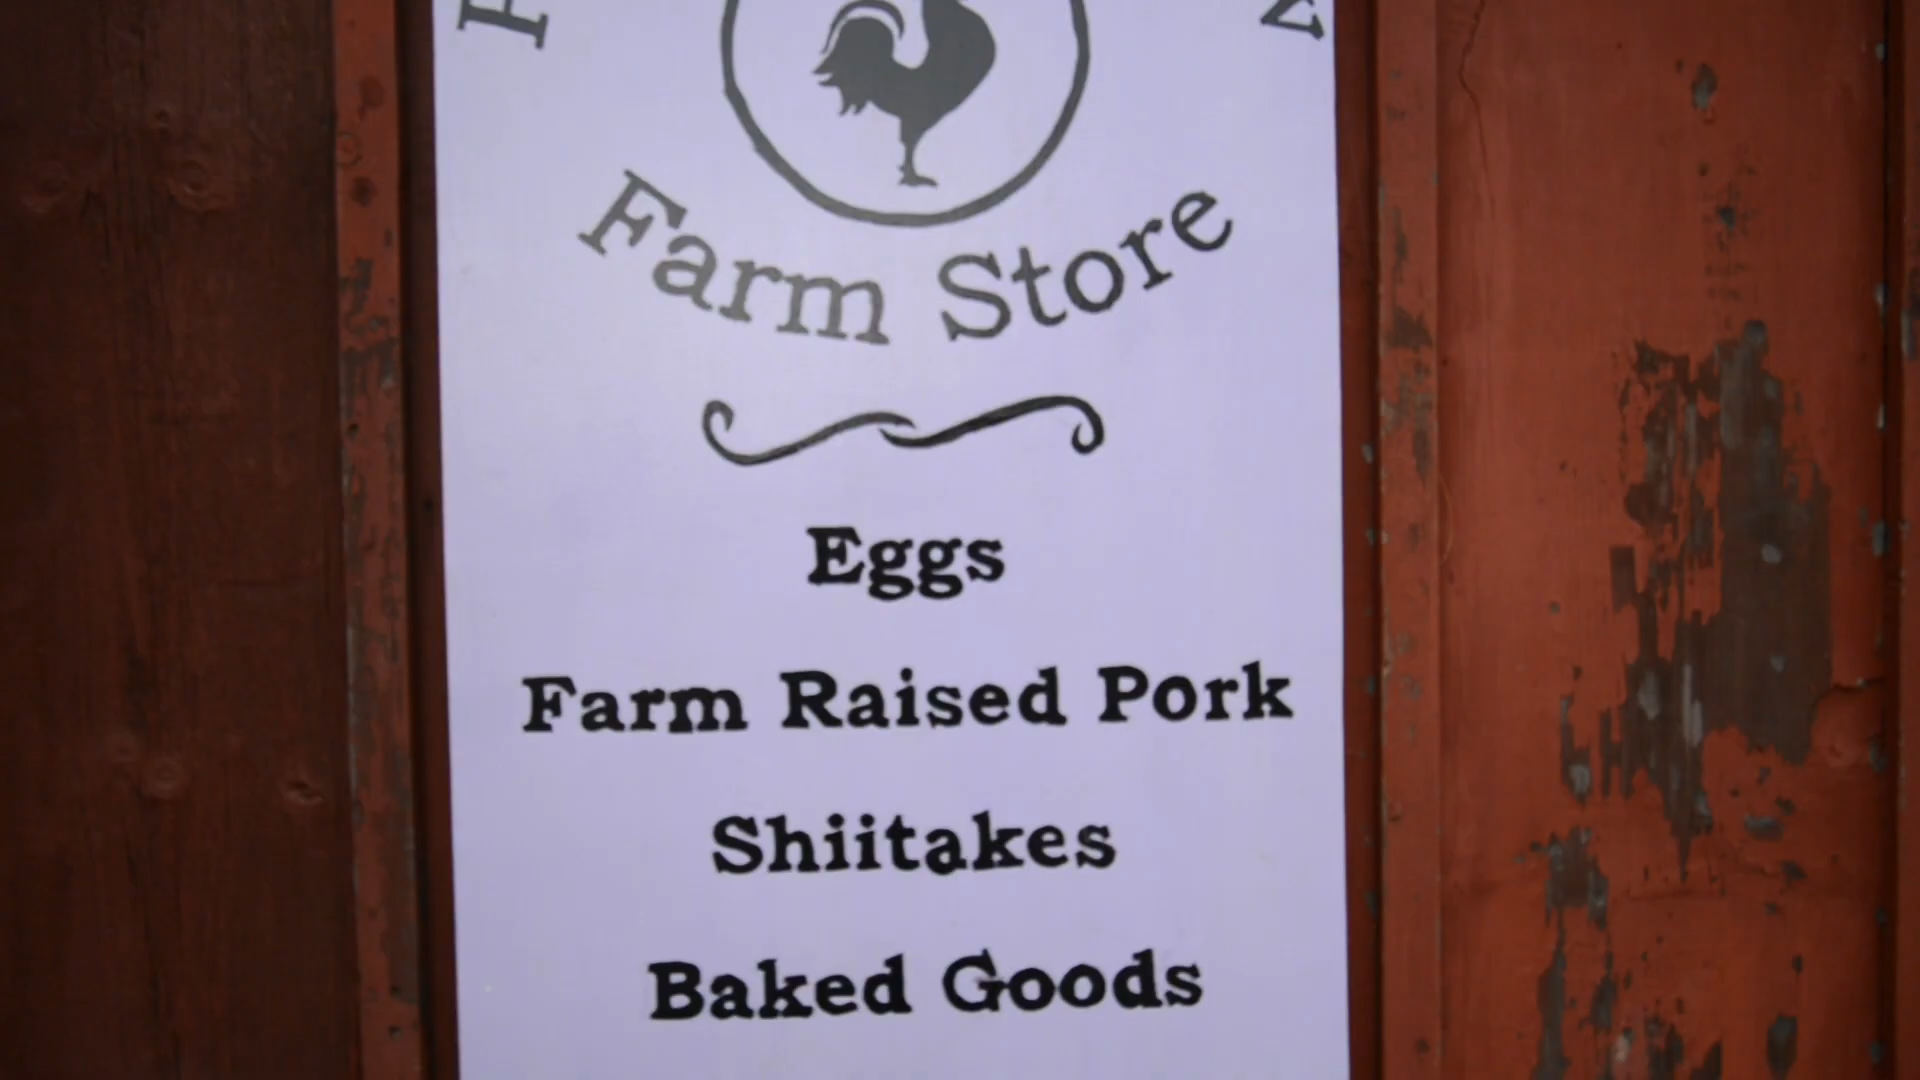 Farm Store
Eggs
Farm Raised Pork
Shiitakes
Baked Goods